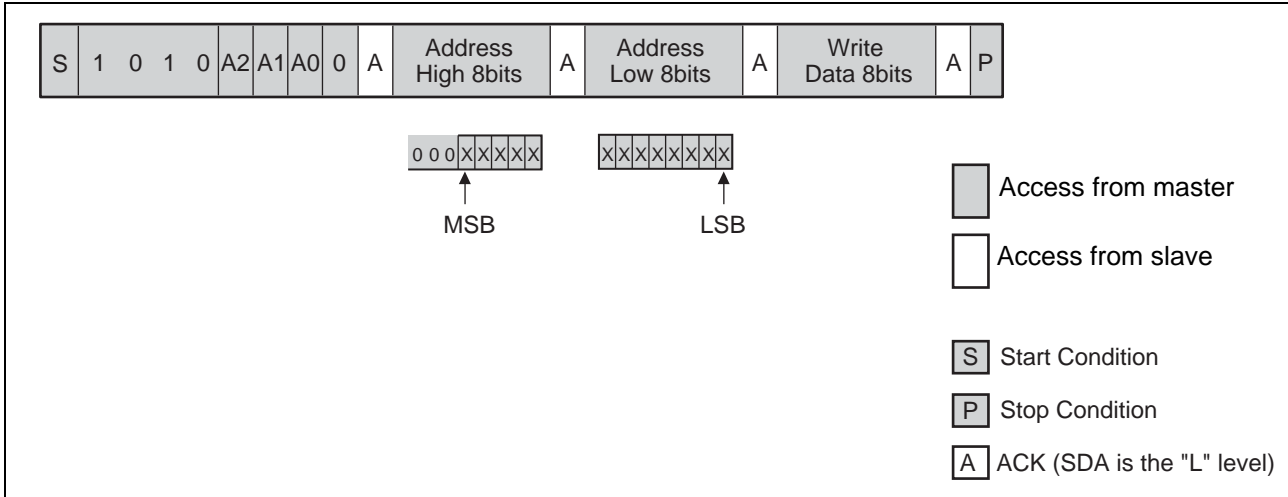 S 1 0 1 0 A2 A1 A0 0 A Address High 8bits A Address Low 8bits A Write Data 8bits A P
0 0 0 X X X X X X X X X X X X X
MSB LSB
Access from master
Access from slave
S Start Condition
P Stop Condition
A ACK (SDA is the "L" level)